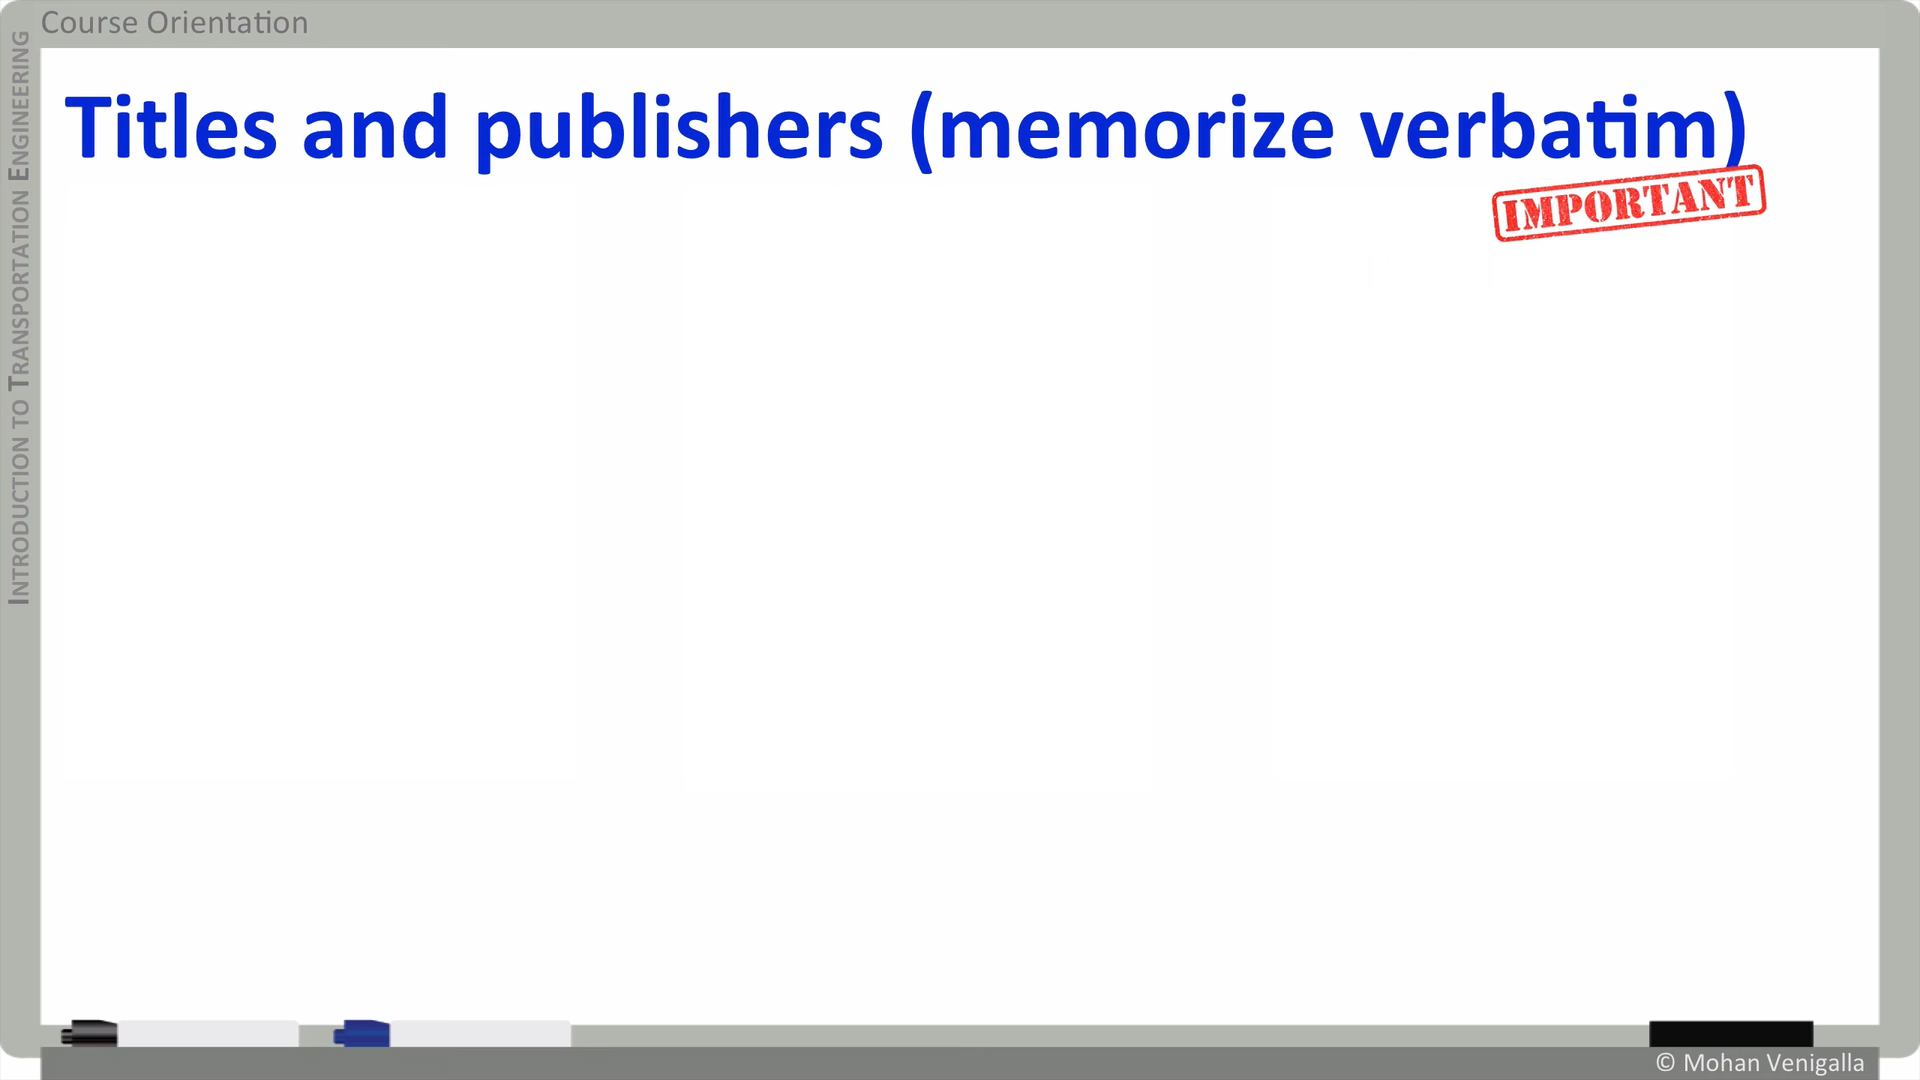 Course Orientation
INTRODUCTION TO TRANSPORTATION ENGINEERING
Titles and publishers (memorize verbatim)
IMPORTANT
© Mohan Venigalla